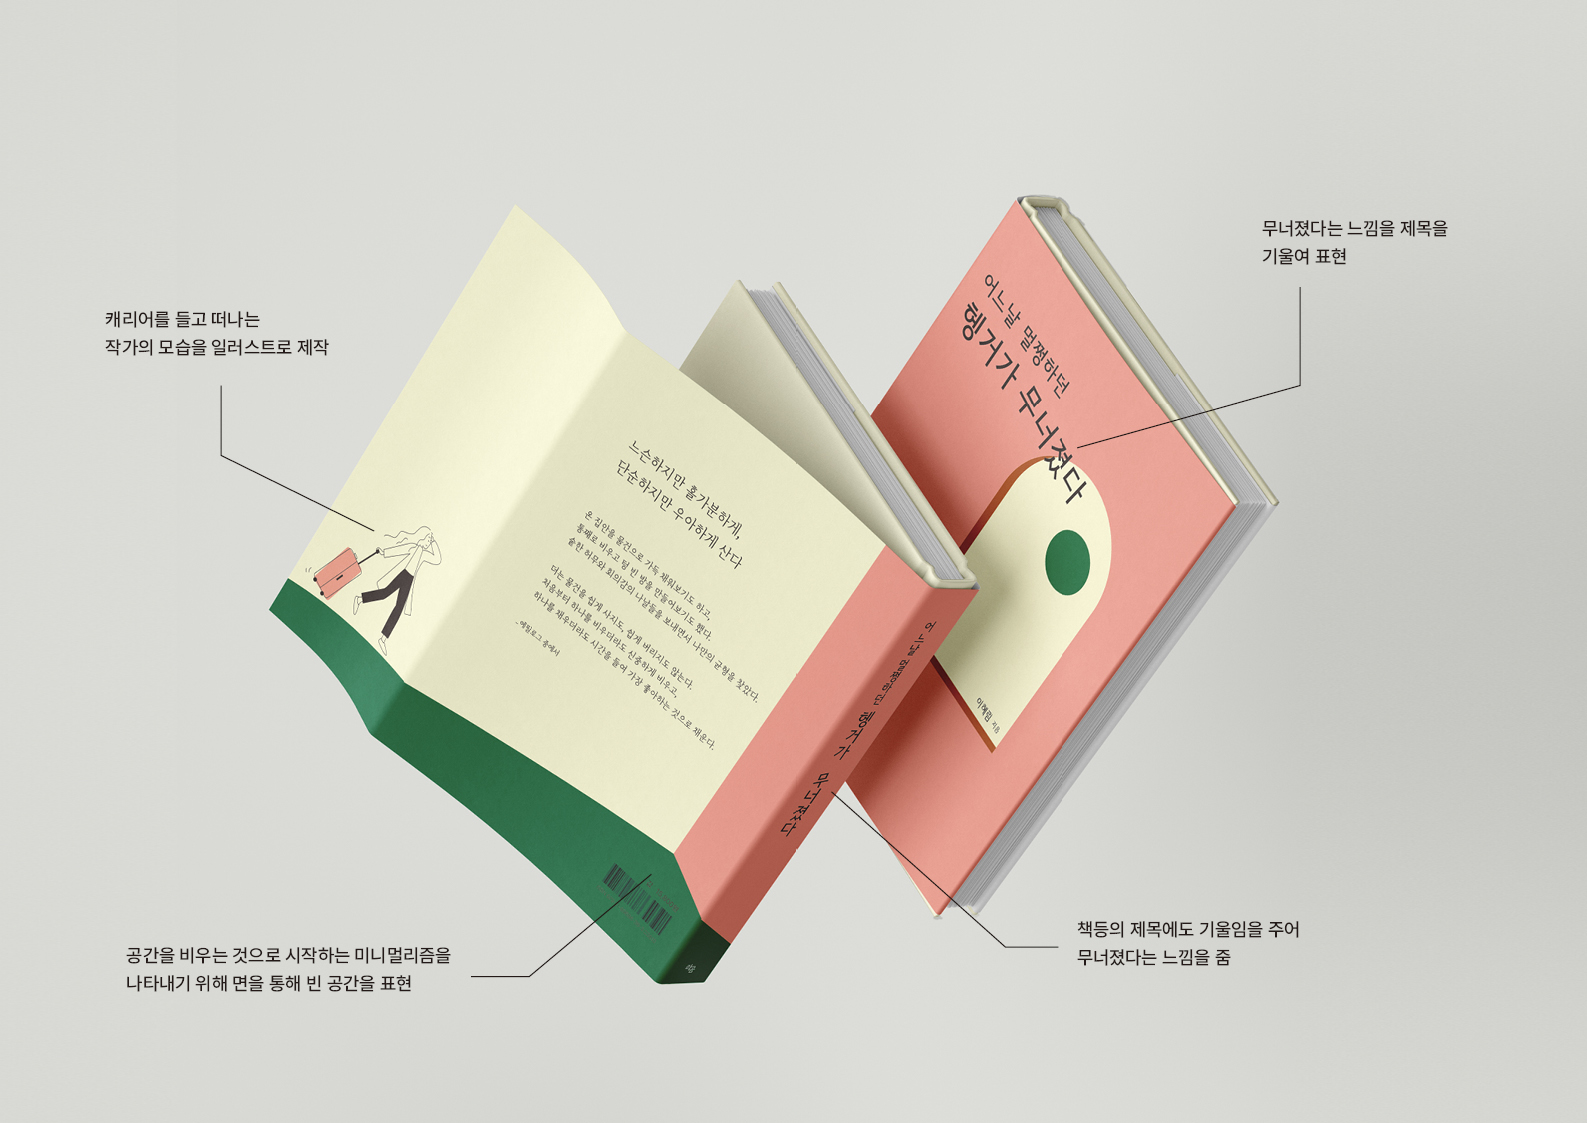 무너졌다는 느낌을 제목을
기울여 표현
캐리어를 들고 떠나는
작가의 모습을 일러스트로 제작
어느날 멀쩡하던
헹거가 무너졌다
이혜림 지음
느슨하지만 홀가분하게,
단순하지만 우아하게 산다
온 집안을 물건으로 가득 채워보기도 하고,
통째로 비우고 텅 빈 방을 만들어보기도 했다.
숱한 허무와 회의감의 나날들을 보내면서 나만의 균형을 찾았다.
더는 물건을 쉽게 사지도, 쉽게 버리지도 않는다.
처음부터 하나를 비우더라도 신중하게 비우고,
하나를 채우더라도 시간을 들여 가장 좋아하는 것으로 채운다.
_에필로그 중에서
어느날 멀쩡하던 헹거가 무너졌다
책등의 제목에도 기울임을 주어
무너졌다는 느낌을 줌
공간을 비우는 것으로 시작하는 미니멀리즘을
나타내기 위해 면을 통해 빈 공간을 표현